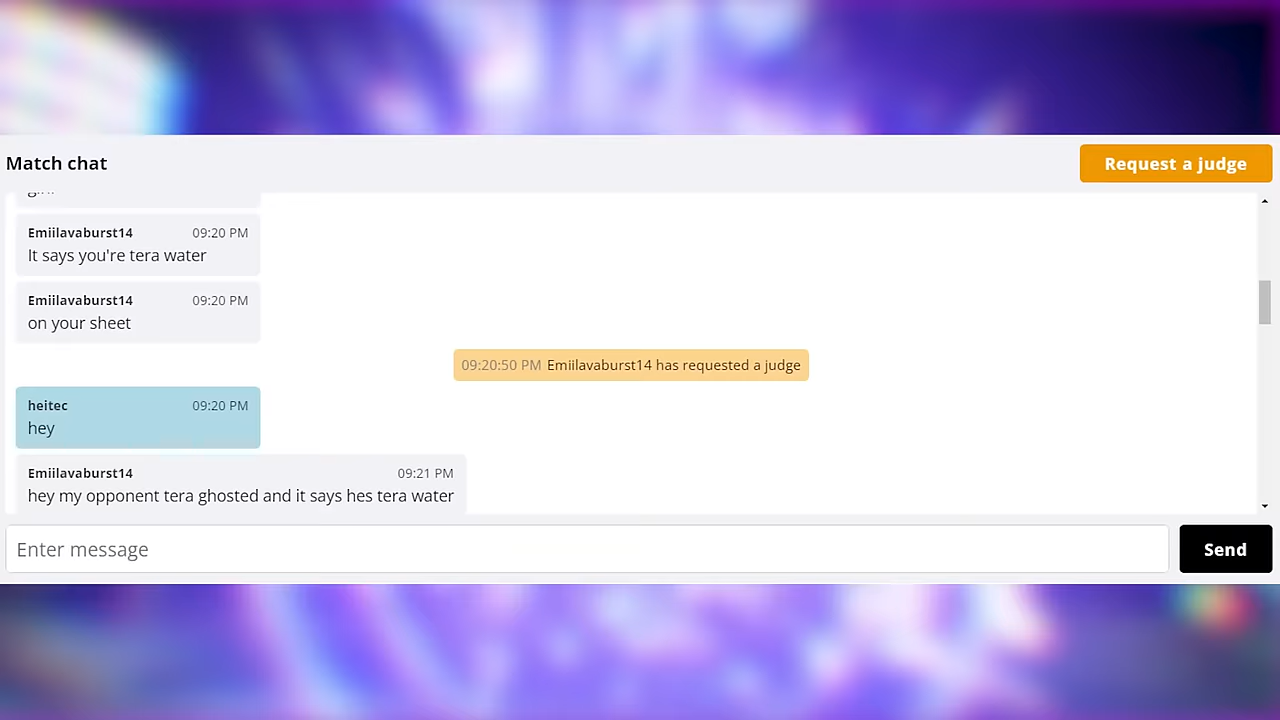 Match chat
Request a judge
Emiilavaburst14 09:20 PM
It says you're tera water
Emiilavaburst14 09:20 PM
on your sheet
09:20:50 PM Emiilavaburst14 has requested a judge
heitec 09:20 PM
hey
Emiilavaburst14 09:21 PM
hey my opponent tera ghosted and it says hes tera water
Enter message
Send